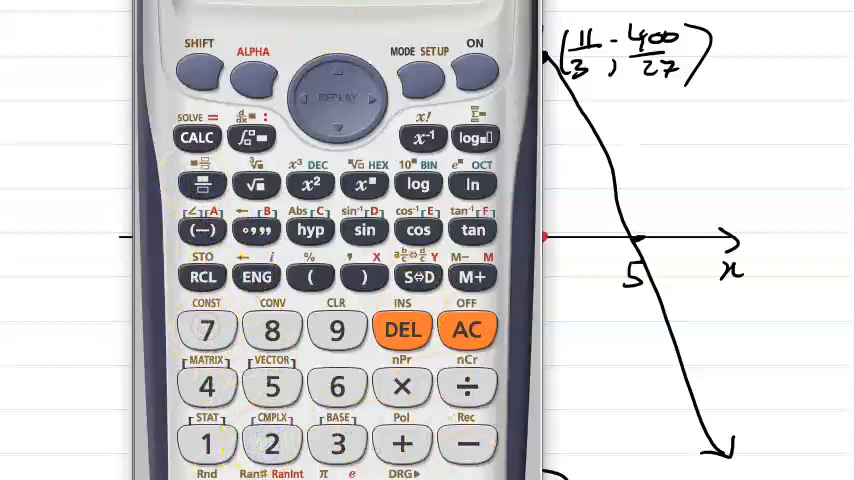 ( 11/3 , -400/27 )
SHIFT ALPHA MODE SETUP ON
REPLAY
SOLVE = d/dx : x! Σ
CALC ∫ x⁻¹ log
³√ x³ DEC ˣ√ HEX 10 BIN e OCT
√ x² x log ln
∠ A ← B Abs C sin⁻¹ D cos⁻¹ E tan⁻¹ F
(−) ° ' '' hyp sin cos tan
STO ← i % , X a b/c ⇔ d/c Y M− M
RCL ENG ( ) S⇔D M+
5 x
CONST CONV CLR INS OFF
7 8 9 DEL AC
MATRIX VECTOR nPr nCr
4 5 6 × ÷
STAT CMPLX BASE Pol Rec
1 2 3 + −
Rnd Ran# RanInt π e DRG▶